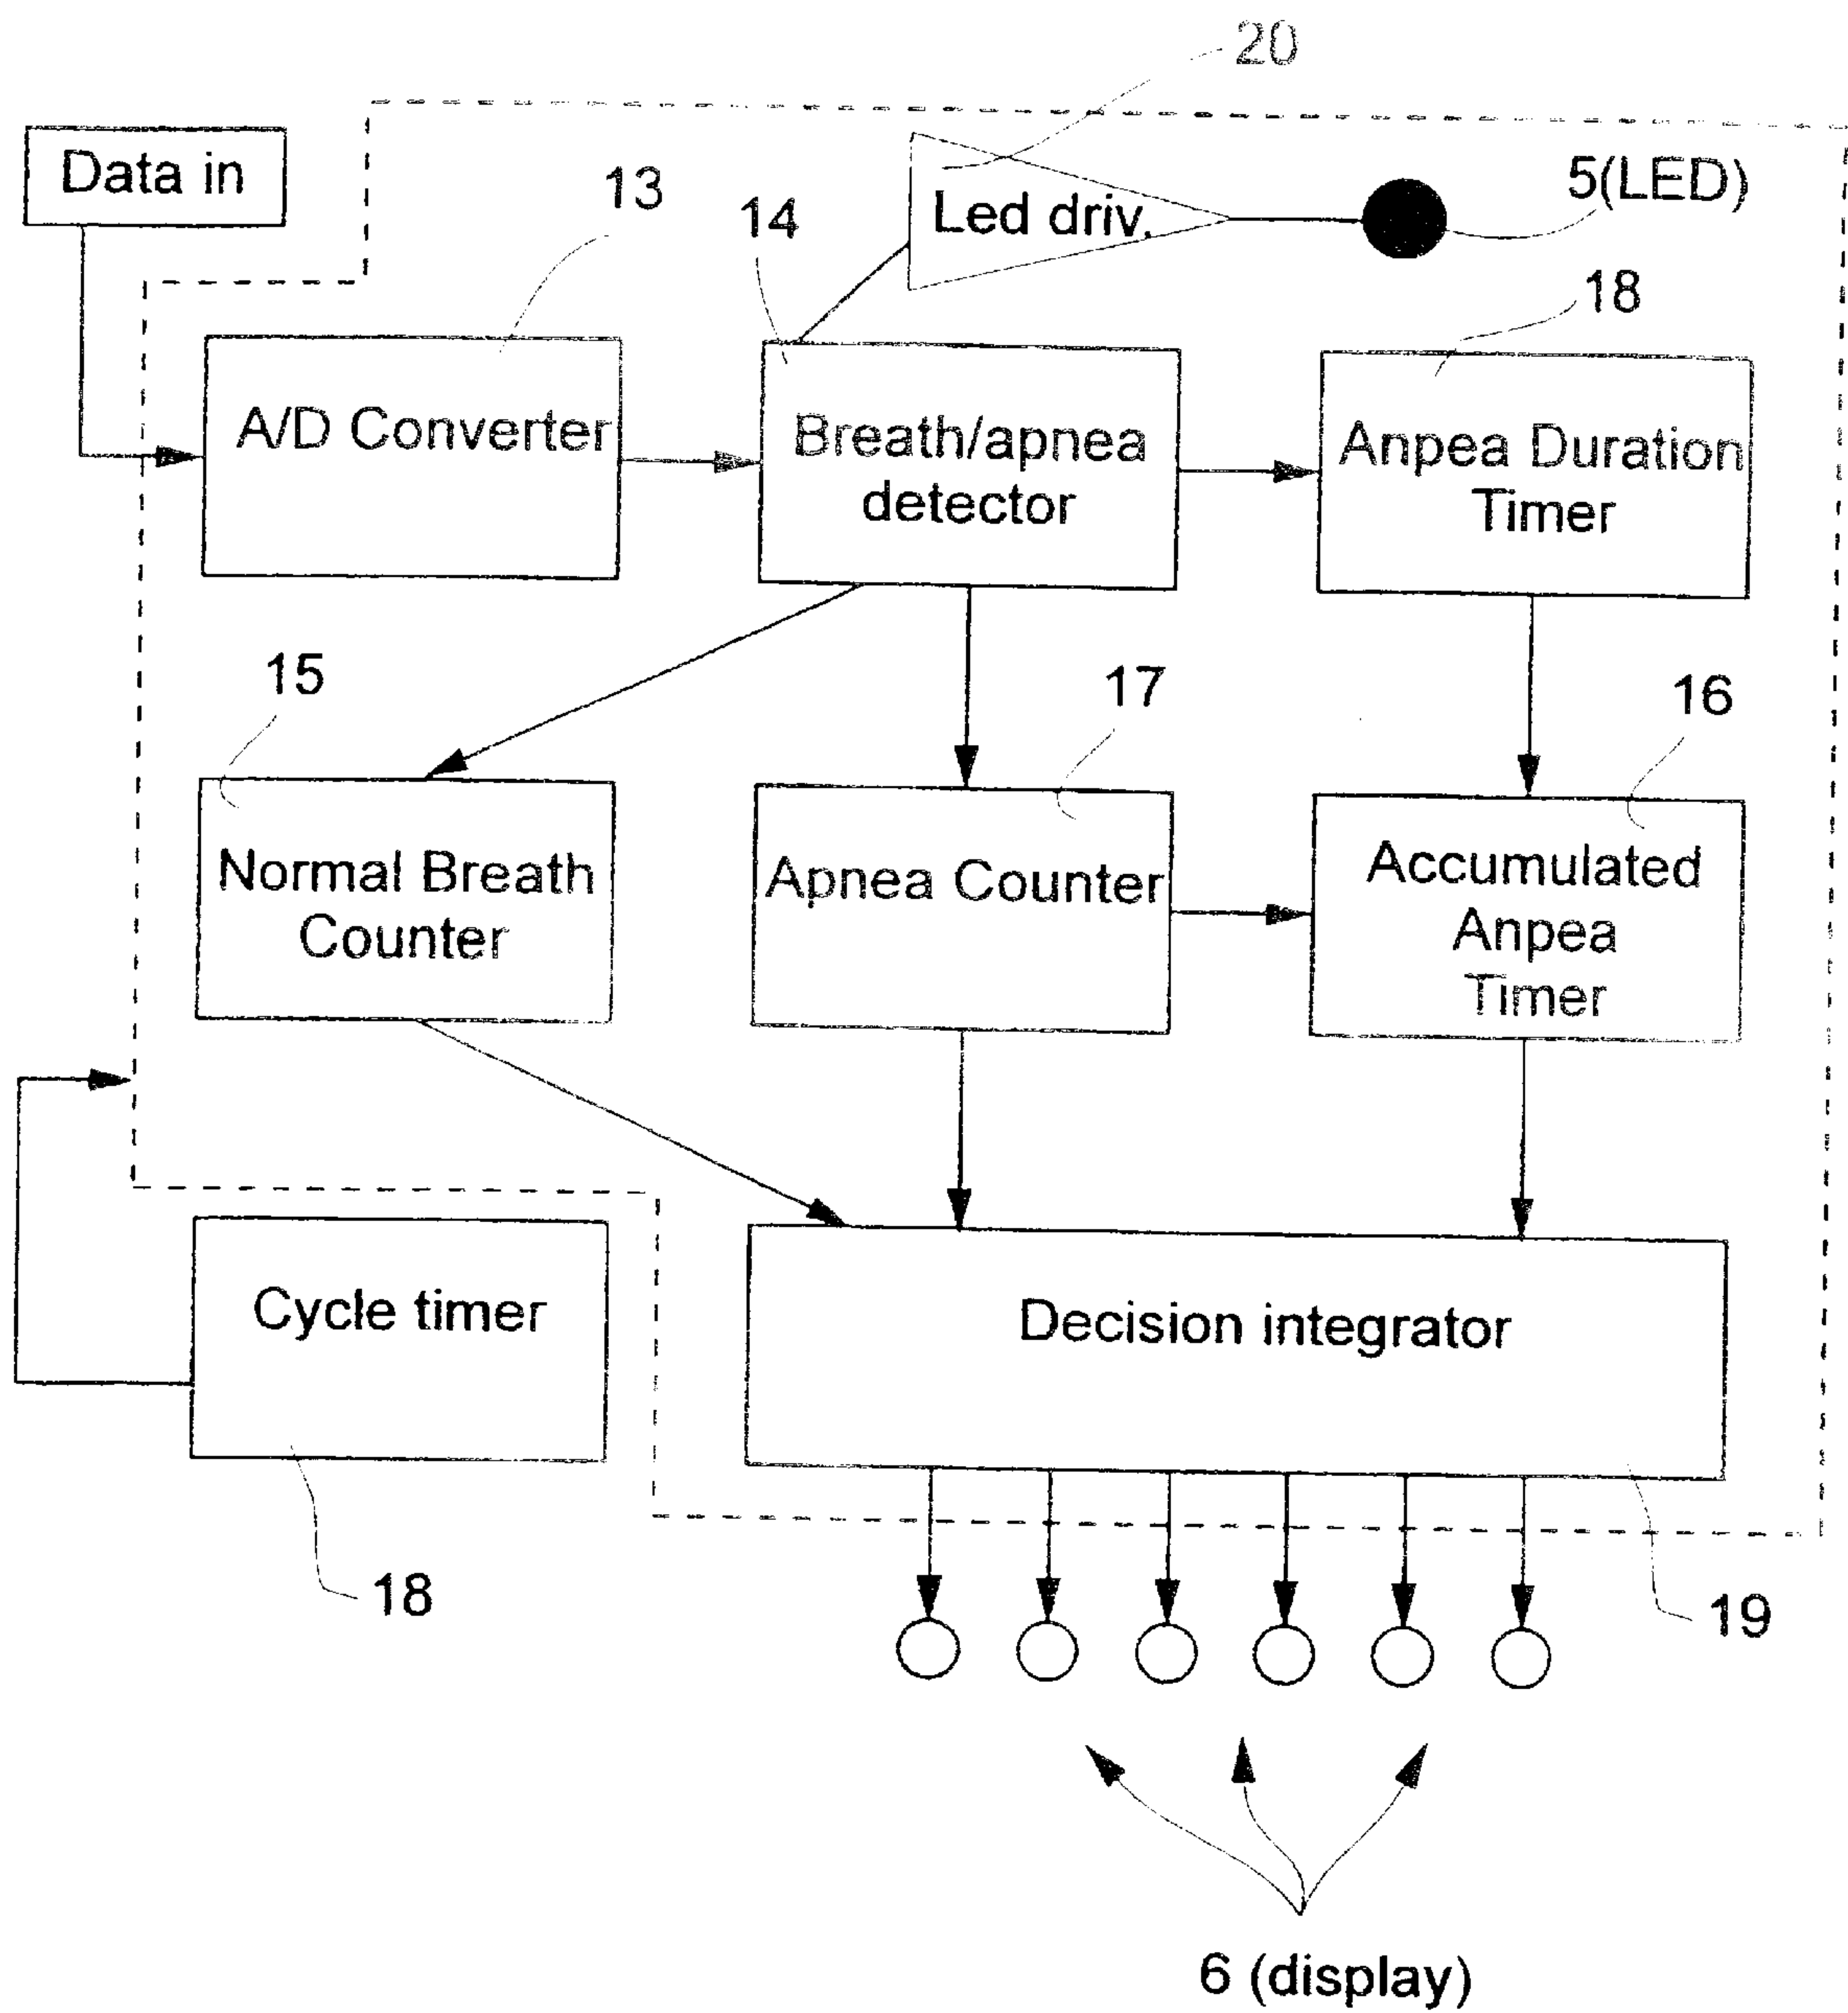 20
Data in
13
14
Led driv.
5(LED)
18
A/D Converter
Breath/apnea
detector
Anpea Duration
Timer
15
17
16
Normal Breath
Counter
Apnea Counter
Accumulated
Anpea
Timer
Cycle timer
Decision integrator
18
19
6 (display)